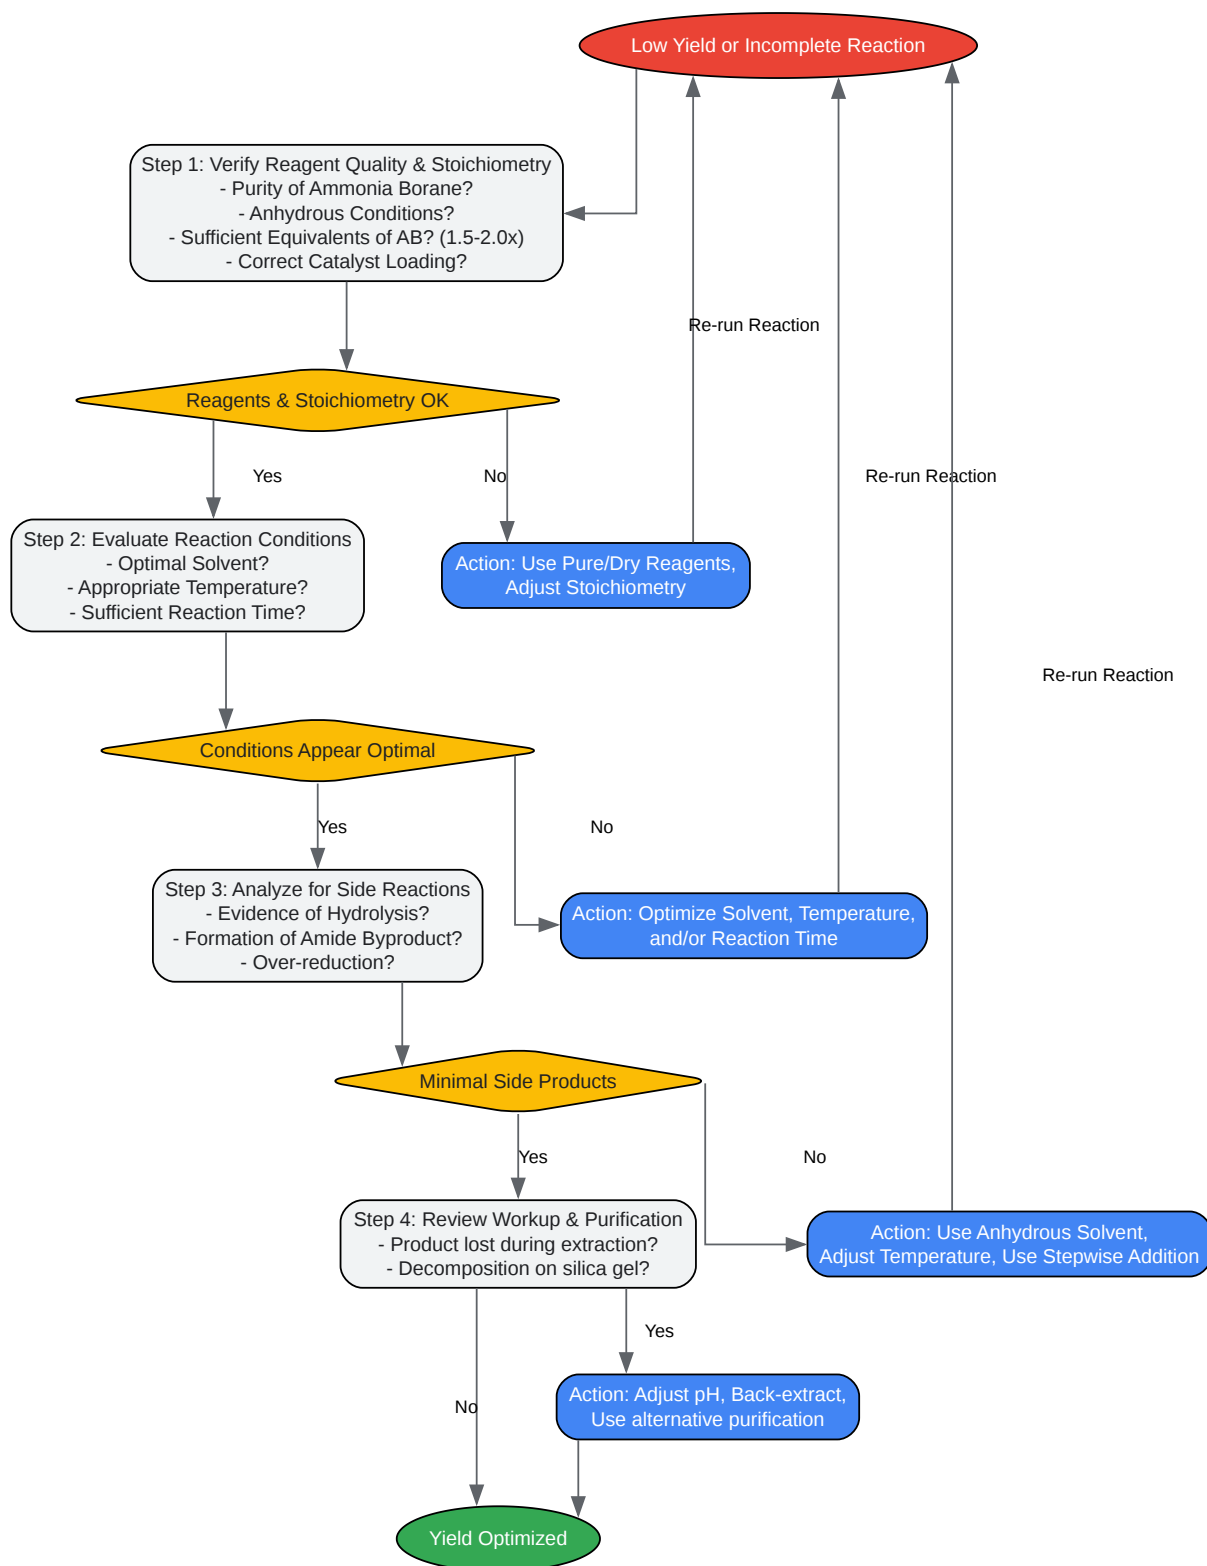 Low Yield or Incomplete Reaction
Step 1: Verify Reagent Quality & Stoichiometry
- Purity of Ammonia Borane?
- Anhydrous Conditions?
- Sufficient Equivalents of AB? (1.5-2.0x)
- Correct Catalyst Loading?
Re-run Reaction
Reagents & Stoichiometry OK
Yes
No
Re-run Reaction
Step 2: Evaluate Reaction Conditions
- Optimal Solvent?
- Appropriate Temperature?
- Sufficient Reaction Time?
Action: Use Pure/Dry Reagents,
Adjust Stoichiometry
Re-run Reaction
Conditions Appear Optimal
Yes
No
Step 3: Analyze for Side Reactions
- Evidence of Hydrolysis?
- Formation of Amide Byproduct?
- Over-reduction?
Action: Optimize Solvent, Temperature,
and/or Reaction Time
Minimal Side Products
Yes
No
Step 4: Review Workup & Purification
- Product lost during extraction?
- Decomposition on silica gel?
Action: Use Anhydrous Solvent,
Adjust Temperature, Use Stepwise Addition
Yes
No
Action: Adjust pH, Back-extract,
Use alternative purification
Yield Optimized